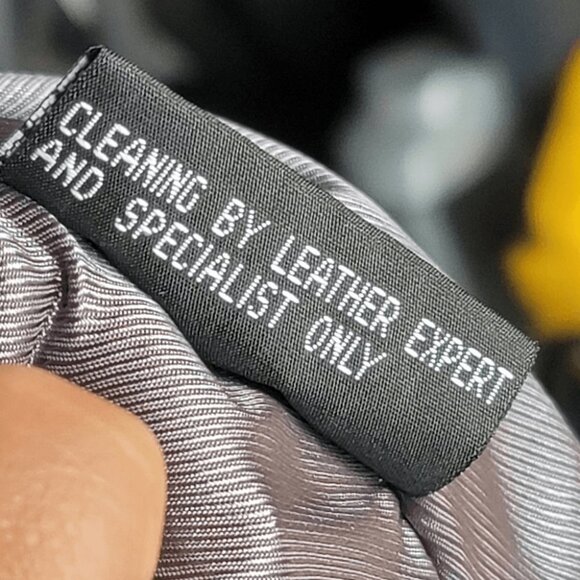 CLEANING BY LEATHER EXPERT
AND SPECIALIST ONLY